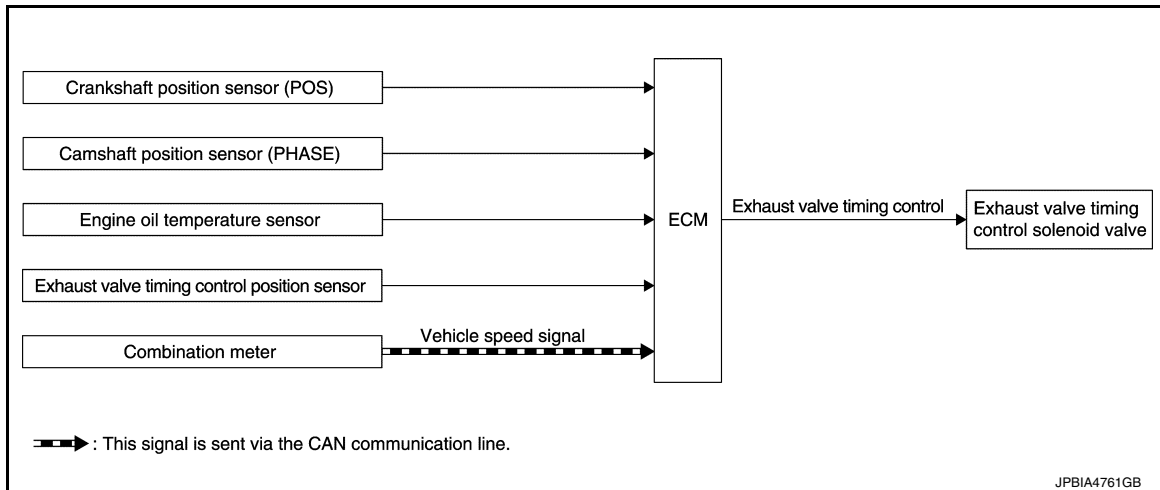 Crankshaft position sensor (POS)
Camshaft position sensor (PHASE)
Engine oil temperature sensor
Exhaust valve timing control position sensor
Combination meter
Vehicle speed signal
ECM
Exhaust valve timing control
Exhaust valve timing
control solenoid valve
: This signal is sent via the CAN communication line.
JPBIA4761GB